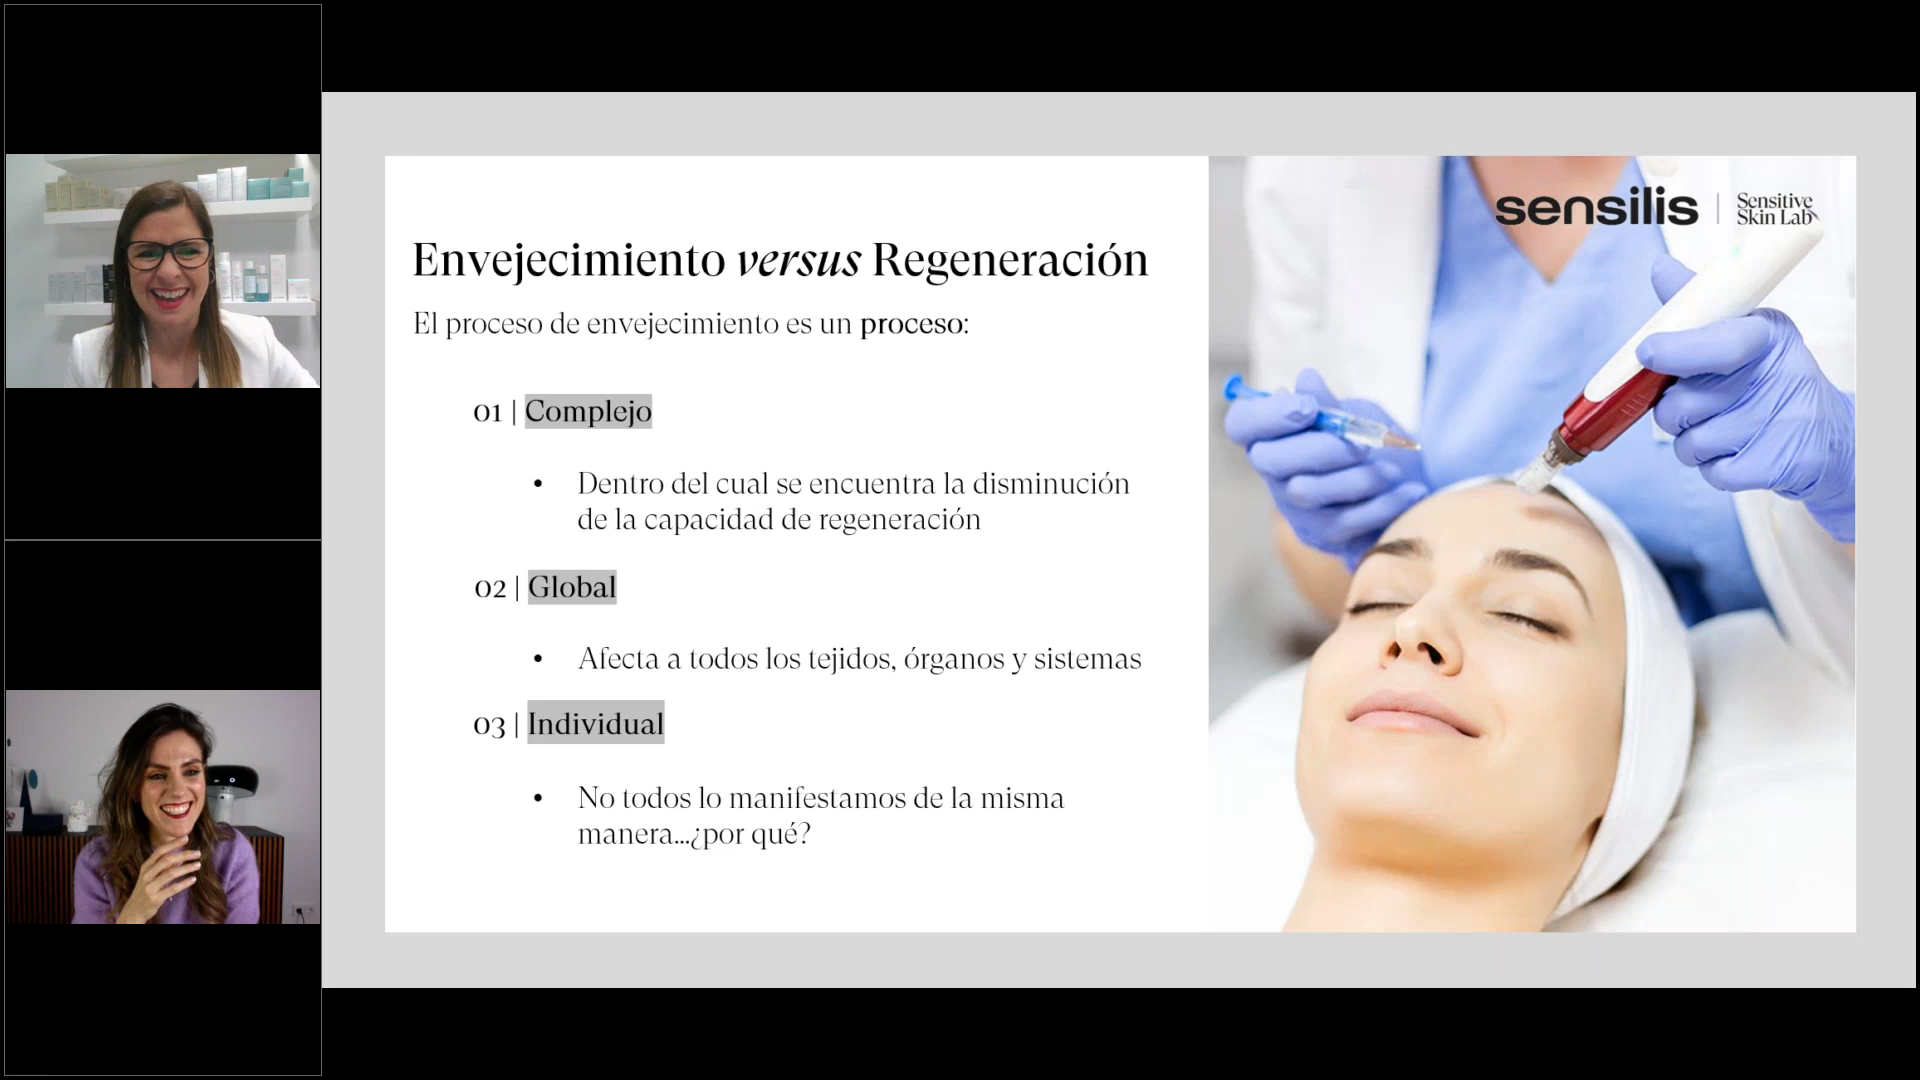 sensilis | Sensitive
Skin Lab
Envejecimiento versus Regeneración
El proceso de envejecimiento es un proceso:
01 | Complejo
• Dentro del cual se encuentra la disminución
de la capacidad de regeneración
02 | Global
• Afecta a todos los tejidos, órganos y sistemas
03 | Individual
• No todos lo manifestamos de la misma
manera...¿por qué?